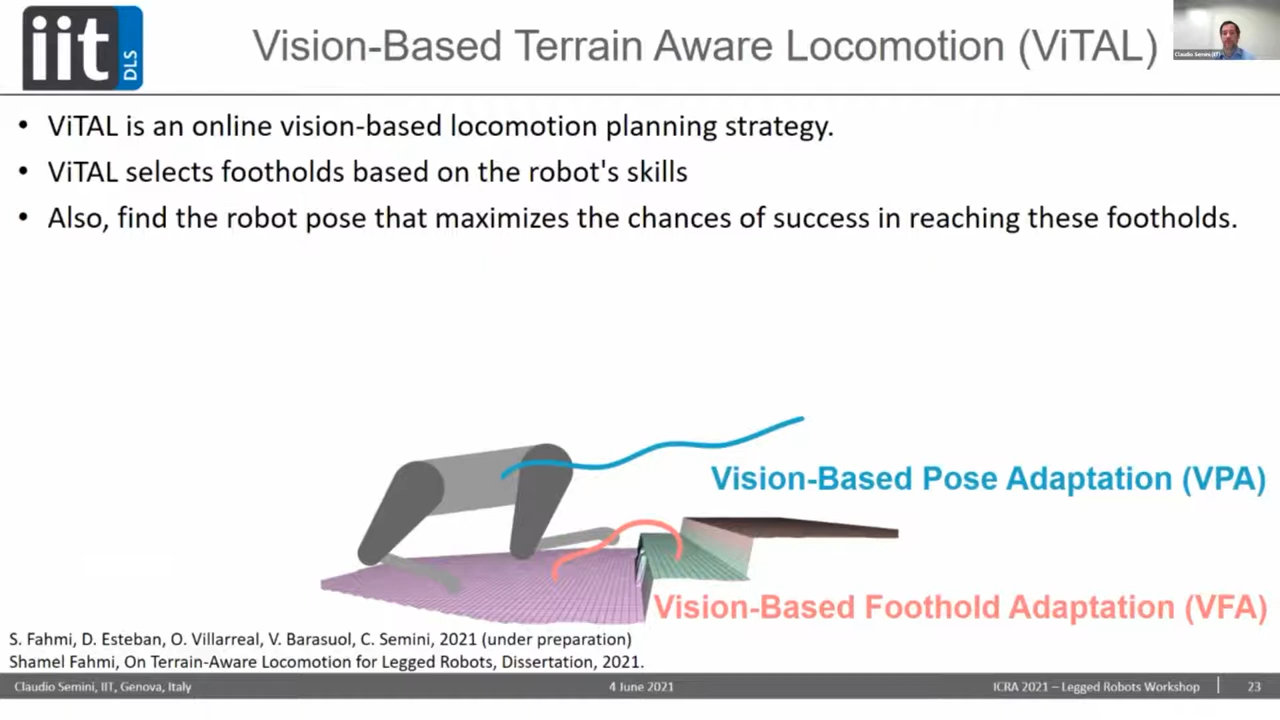 iit
DLS
Vision-Based Terrain Aware Locomotion (ViTAL)
Claudio Semini (IIT)
• ViTAL is an online vision-based locomotion planning strategy.
• ViTAL selects footholds based on the robot's skills
• Also, find the robot pose that maximizes the chances of success in reaching these footholds.
Vision-Based Pose Adaptation (VPA)
Vision-Based Foothold Adaptation (VFA)
S. Fahmi, D. Esteban, O. Villarreal, V. Barasuol, C. Semini, 2021 (under preparation)
Shamel Fahmi, On Terrain-Aware Locomotion for Legged Robots, Dissertation, 2021.
Claudio Semini, IIT, Genova, Italy
4 June 2021
ICRA 2021 – Legged Robots Workshop
23